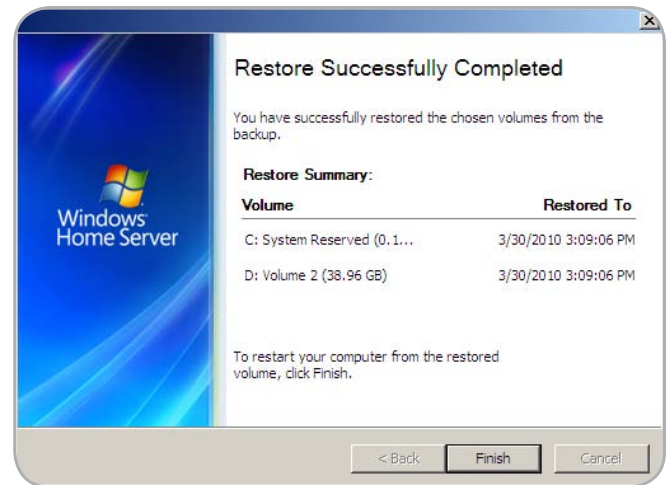 Restore Successfully Completed
You have successfully restored the chosen volumes from the
backup.
Restore Summary:
Volume Restored To
C: System Reserved (0.1... 3/30/2010 3:09:06 PM
D: Volume 2 (38.96 GB) 3/30/2010 3:09:06 PM
Windows
Home Server
To restart your computer from the restored
volume, click Finish.
< Back Finish Cancel